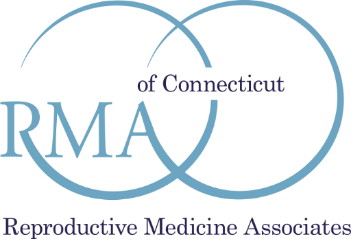 of Connecticut
RMA
Reproductive Medicine Associates